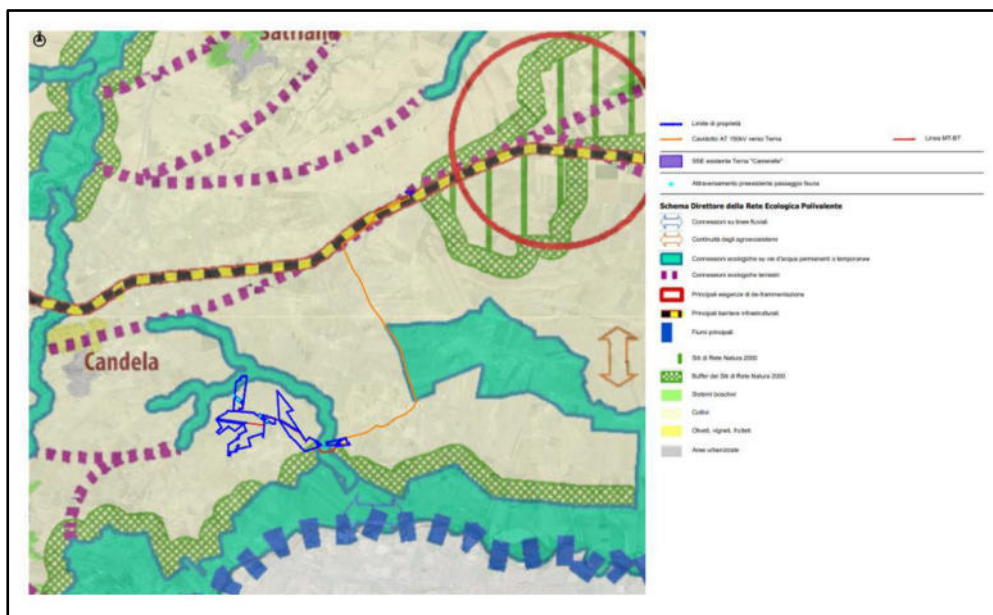 Satriano
Candela
Limite di proprietà
Cavidotto AT 150kV verso Terna
Linea MT-BT
SSE esistente Terna "Camerelle"
Attraversamento preesistente passaggio fauna
Schema Direttore della Rete Ecologica Polivalente
Connessioni su linee fluviali
Continuità degli agroecosistemi
Connessioni ecologiche su vie d'acqua permanenti o temporanee
Connessioni ecologiche terrestri
Principali esigenze di de-frammentazione
Principali barriere infrastrutturali
Fiumi principali
Siti di Rete Natura 2000
Buffer dei Siti di Rete Natura 2000
Sistemi boschivi
Coltivi
Oliveti, vigneti, frutteti
Aree urbanizzate